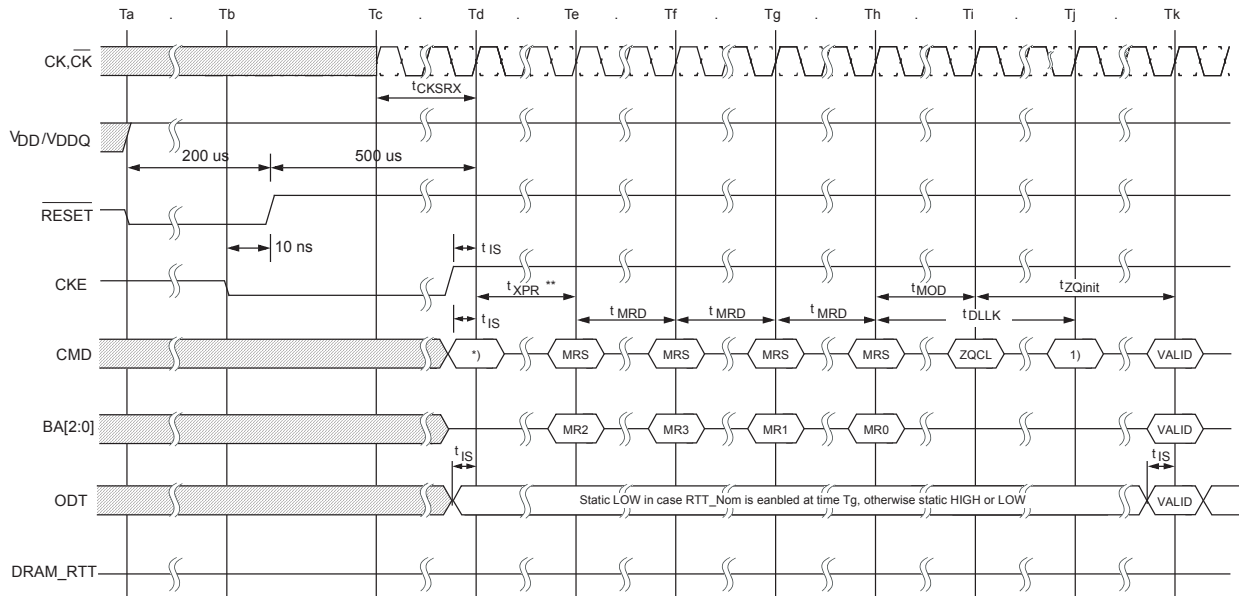 Ta . Tb Tc . Td . Te . Tf . Tg . Th . Ti . Tj . Tk .
CK,CK
tCKSRX
VDD/VDDQ
200 us 500 us
RESET
10 ns tIS
CKE
tXPR ** tMOD tZQinit
tIS tMRD tMRD tMRD tDLLK
CMD *) MRS MRS MRS MRS ZQCL 1) VALID
BA[2:0] MR2 MR3 MR1 MR0 VALID
tIS tIS
ODT Static LOW in case RTT_Nom is eanbled at time Tg, otherwise static HIGH or LOW VALID
DRAM_RTT